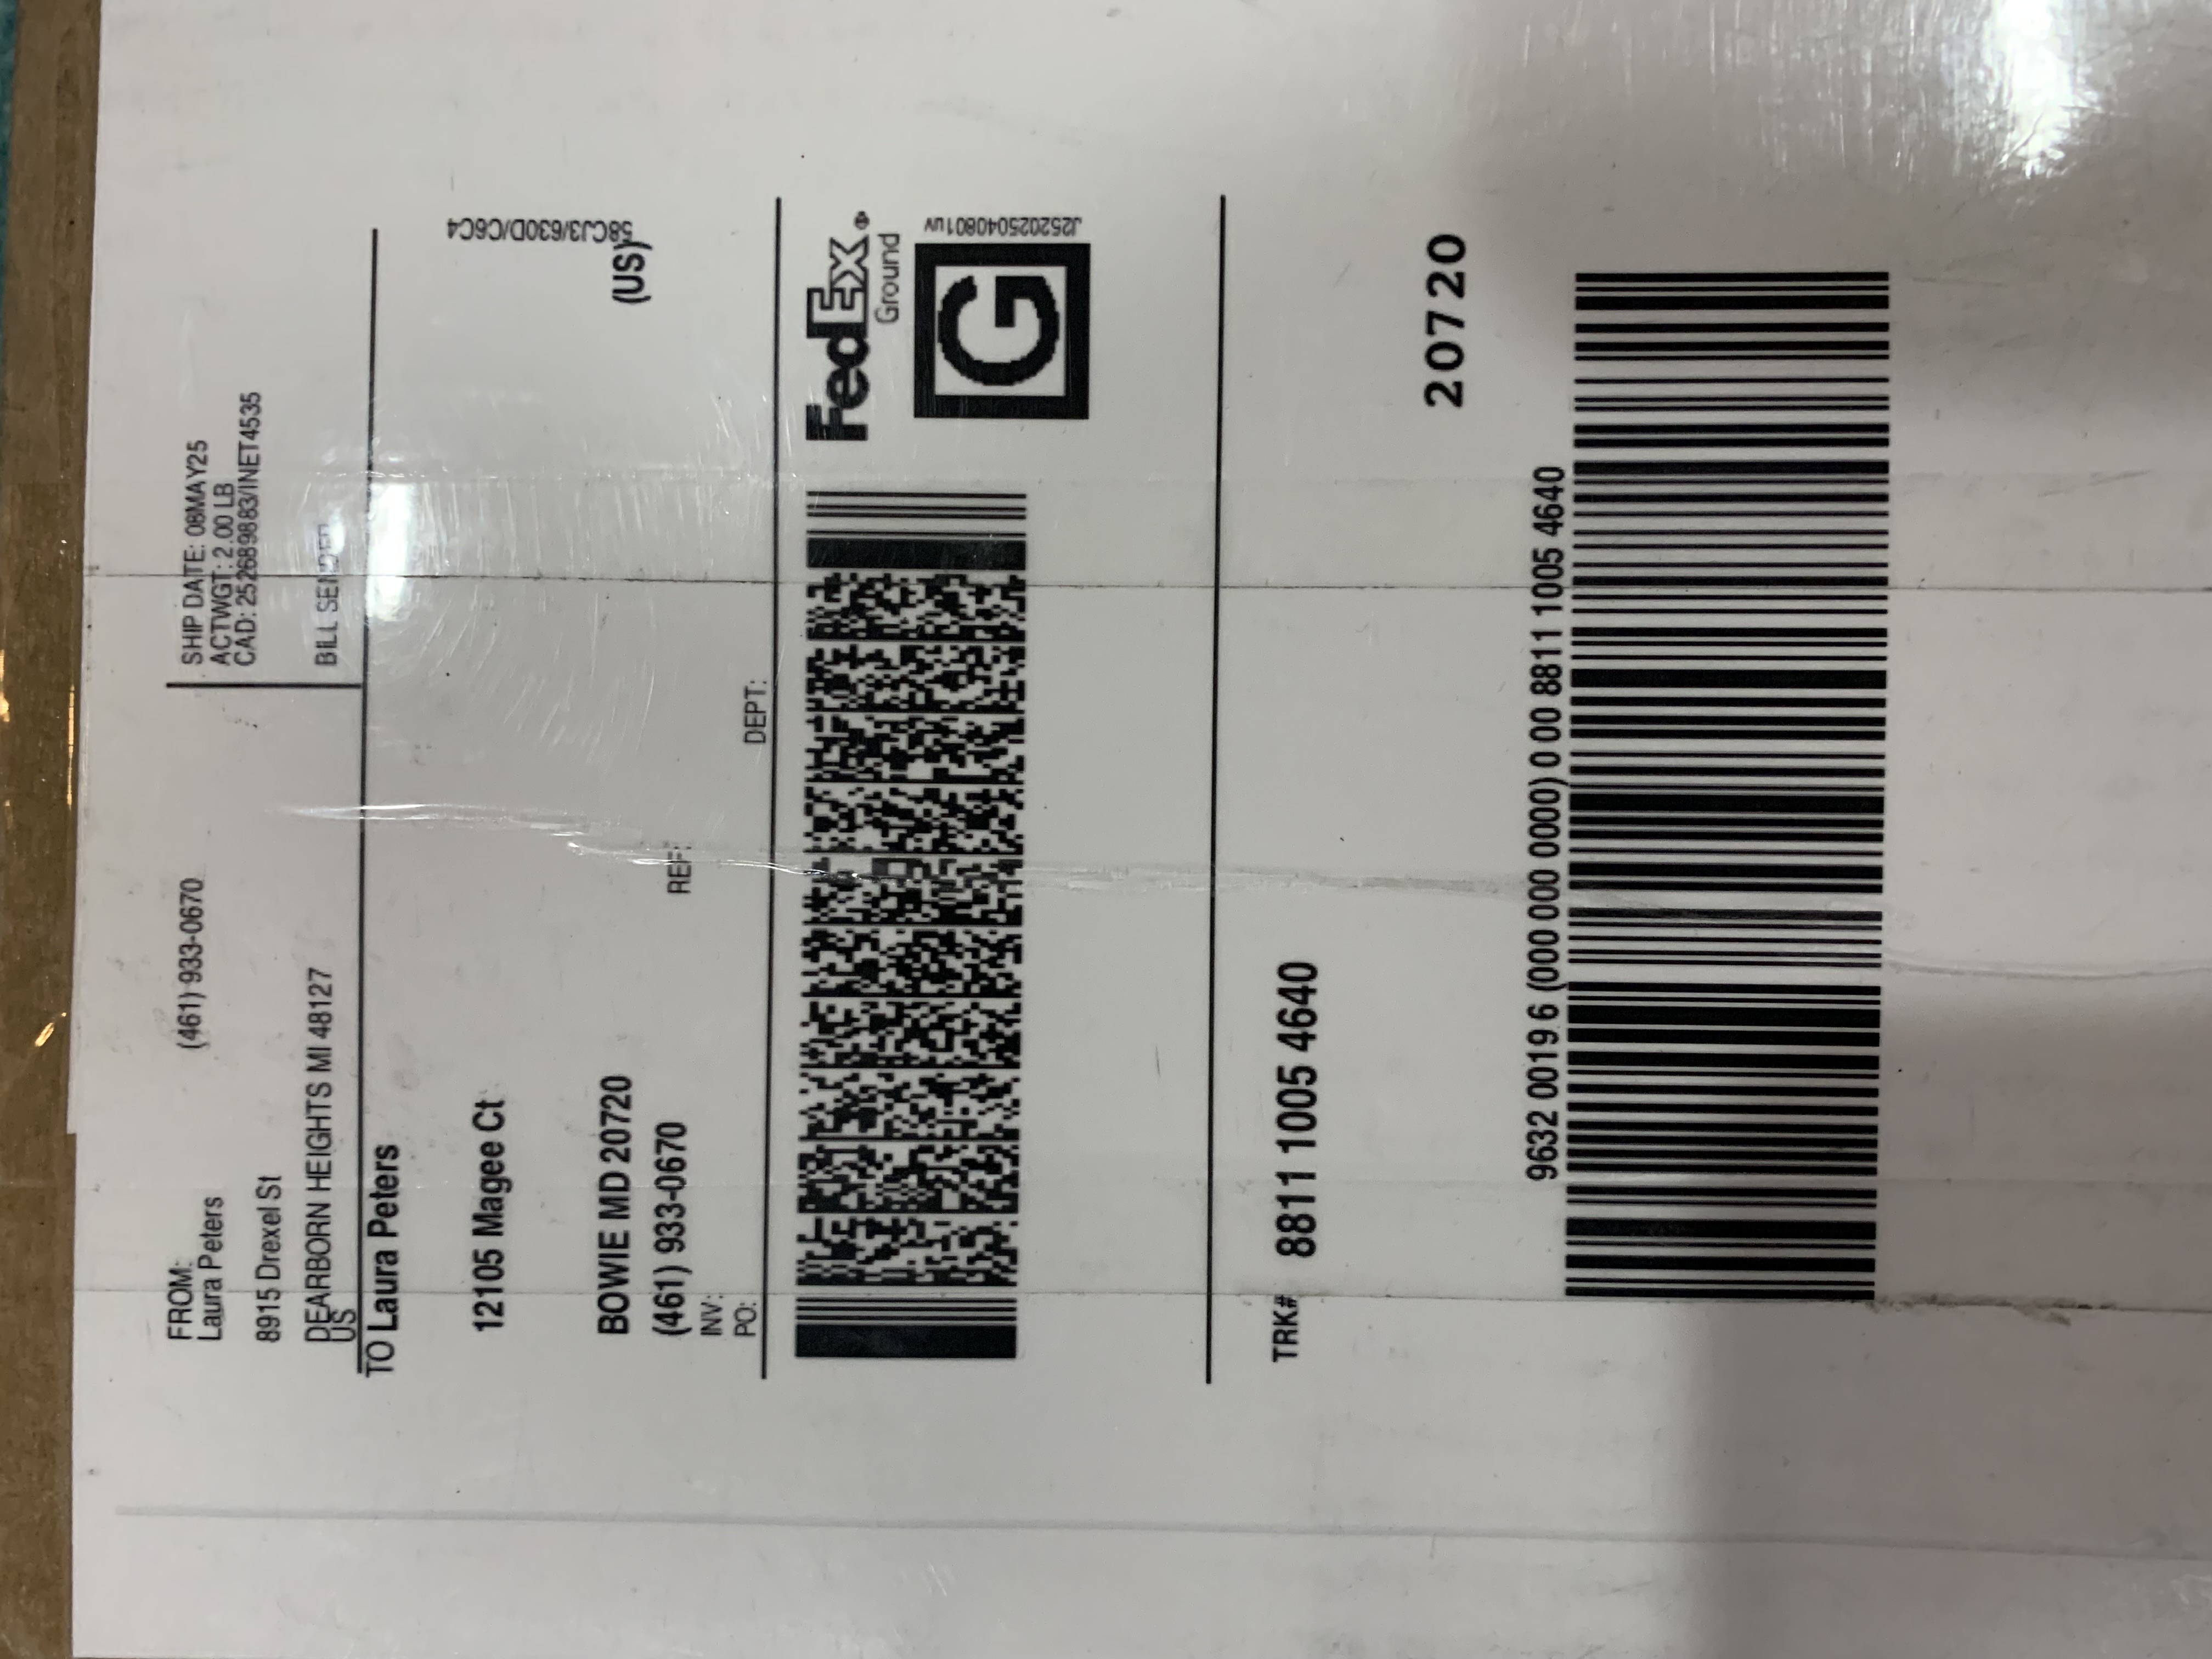 FROM:
(461) 933-0670
Laura Peters
8915 Drexel St
DEARBORN HEIGHTS MI 48127
US
SHIP DATE: 08MAY25
ACTWGT: 2.00 LB
CAD: 252689883/INET4535
BILL SENDER
TO Laura Peters
12105 Magee Ct
BOWIE MD 20720
(US)
(461) 933-0670
REF:
INV:
PO:
DEPT:
58CJ3/630D/C6C4
FedEx®
Ground
G
J252025040801uv
TRK# 8811 1005 4640
20720
9632 0019 6 (000 000 0000) 0 00 8811 1005 4640